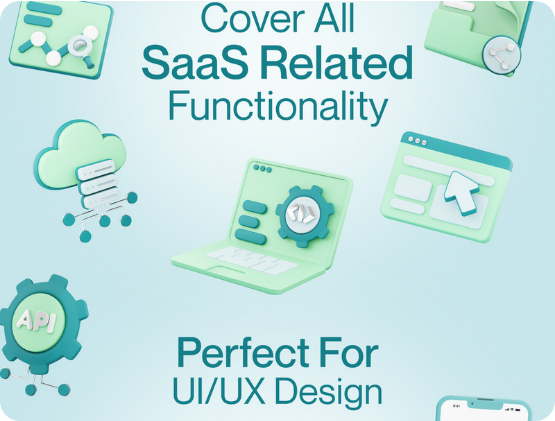 Cover All
SaaS Related
Functionality
</>
API
Perfect For
UI/UX Design